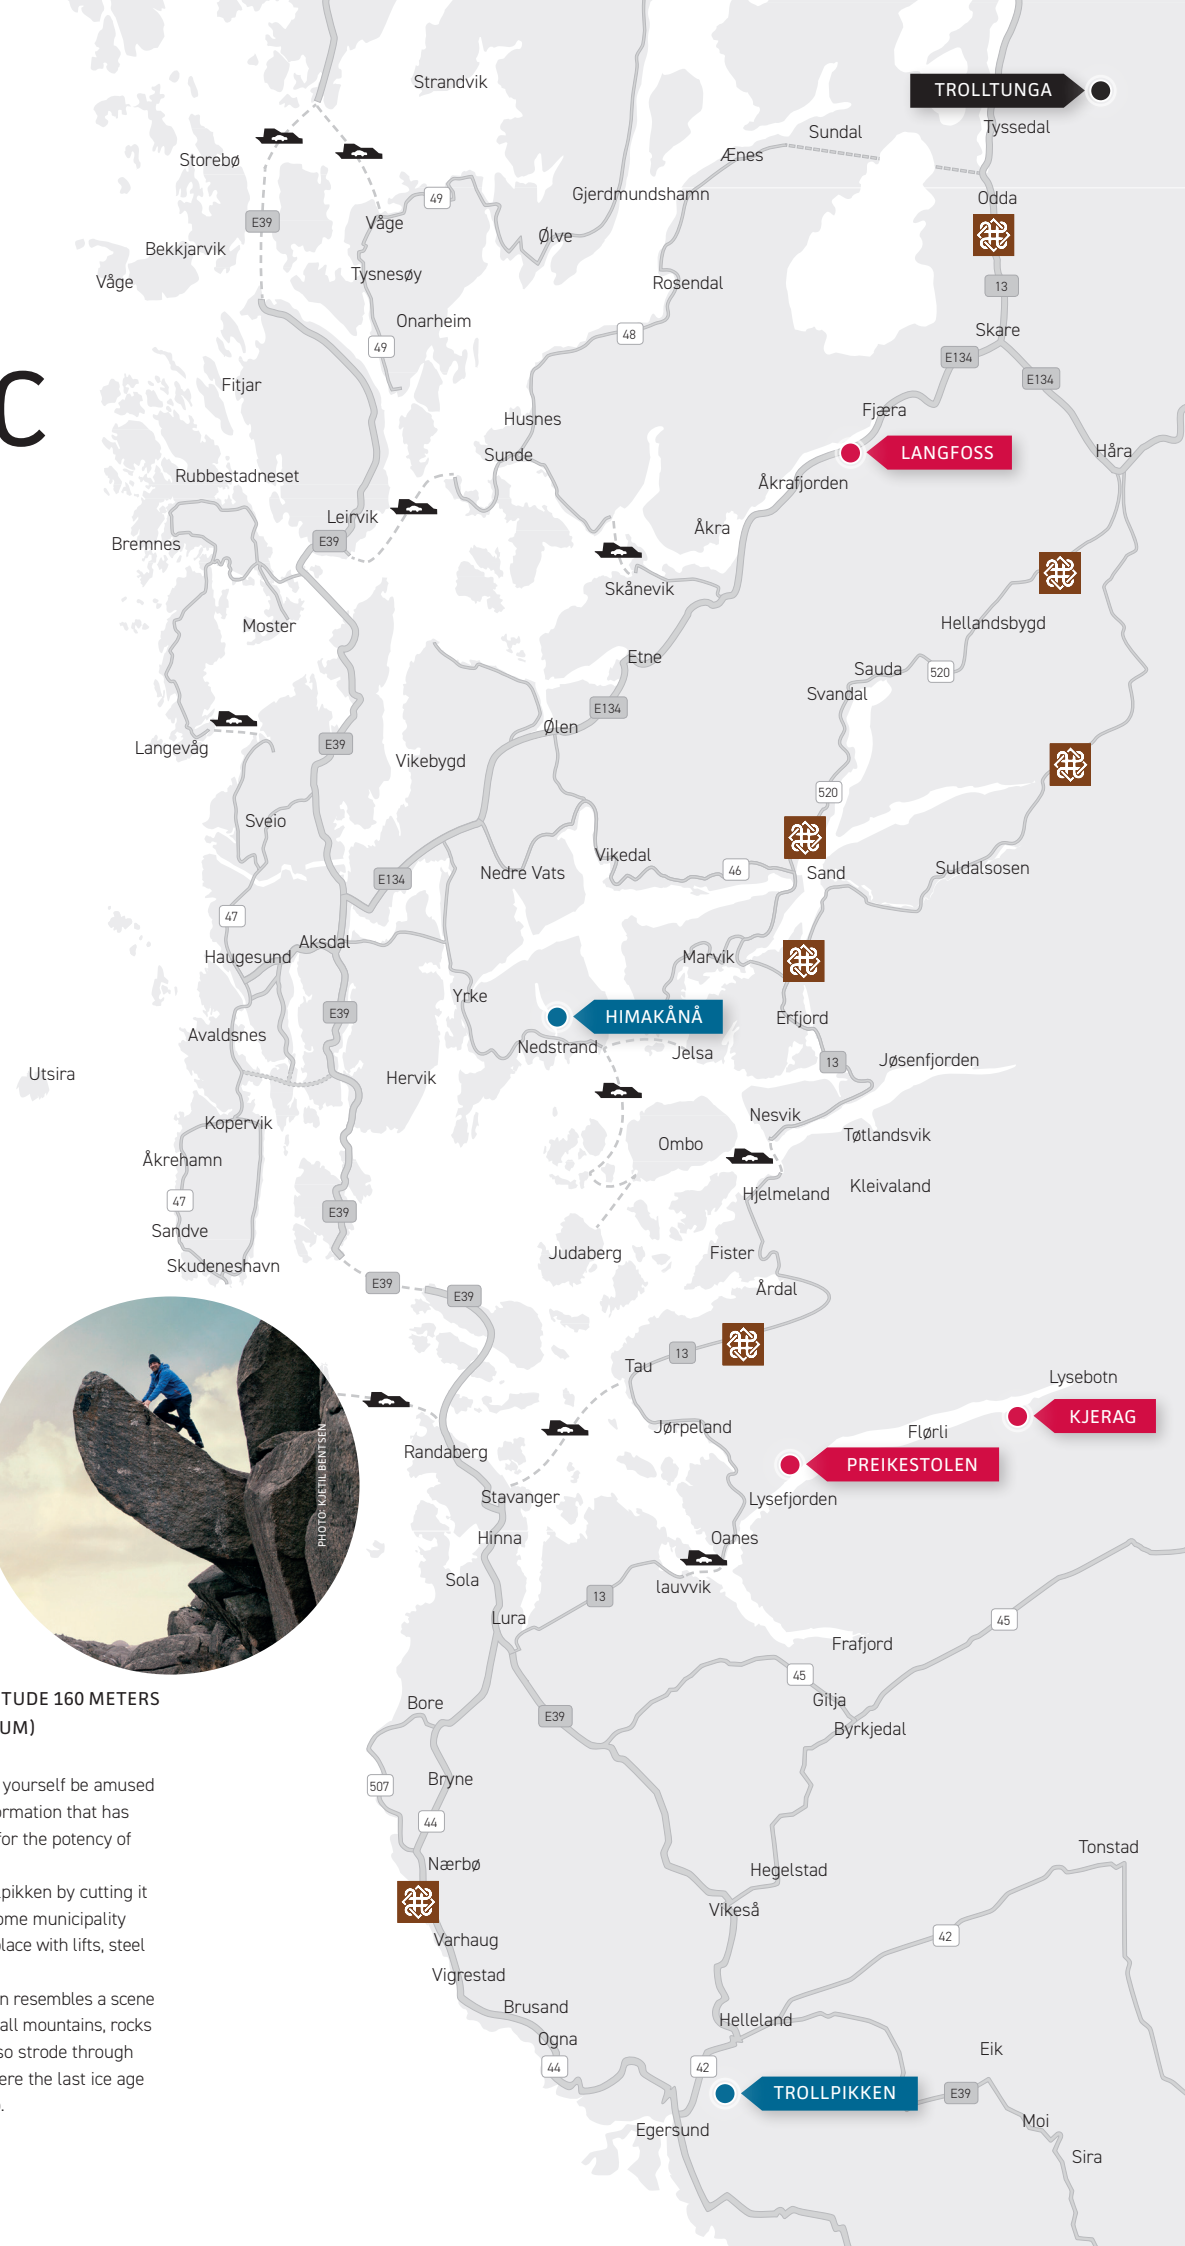 Strandvik
TROLLTUNGA
Tyssedal
Sundal
Ænes
Storebø
Gjerdmundshamn
49
Odda
E39
Våge
Ølve
Bekkjarvik
Tysnesøy
Våge
Rosendal
13
Onarheim
Skare
48
49
E134
E134
C
Fitjar
Fjæra
Husnes
LANGFOSS
Håra
Sunde
Rubbestadneset
Åkrafjorden
Leirvik
Åkra
E39
Bremnes
Skånevik
Moster
Hellandsbygd
Etne
Sauda
520
Svandal
E134
Ølen
E39
Langevåg
Vikebygd
520
Sveio
Vikedal
E134
Nedre Vats
46
Sand
Suldalsosen
47
Aksdal
Haugesund
Marvik
Yrke
E39
HIMAKÅNÅ
Erfjord
Avaldsnes
Nedstrand
Jelsa
13
Jøsenfjorden
Utsira
Hervik
Kopervik
Nesvik
Tøtlandsvik
Ombo
Åkrehamn
Kleivaland
47
Hjelmeland
E39
Sandve
Judaberg
Fister
Skudeneshavn
E39
E39
Årdal
13
Tau
Lysebotn
KJERAG
Jørpeland
Flørli
Randaberg
PREIKESTOLEN
Stavanger
Lysefjorden
PHOTO: KJETIL BENTSEN
Hinna
Oanes
Sola
lauvvik
13
Lura
45
Frafjord
45
TUDE 160 METERS
Bore
Gilja
UM)
E39
Byrkjedal
yourself be amused
507
Bryne
ormation that has
44
for the potency of
Tonstad
Nærbø
Hegelstad
pikken by cutting it
Vikeså
ome municipality
42
Varhaug
lace with lifts, steel
Vigrestad
n resembles a scene
Brusand
all mountains, rocks
Helleland
Ogna
so strode through
Eik
44
42
ere the last ice age
TROLLPIKKEN
E39
.
Moi
Egersund
Sira